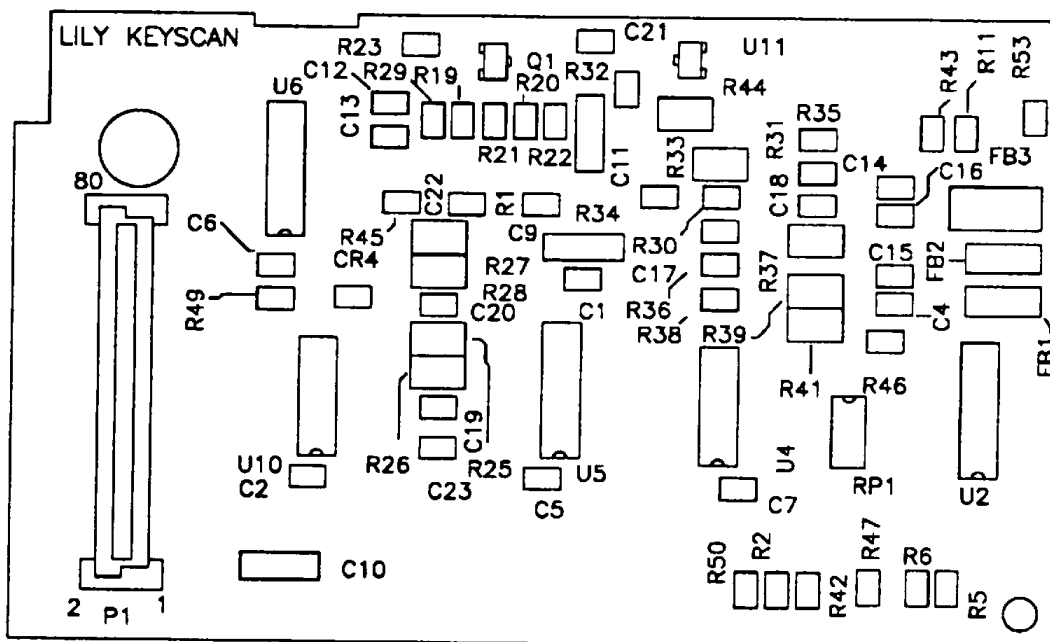 LILY KEYSCAN
R23
C21
U11
R53
C12
R29
R19
Q1
R20
R32
R11
R43
U6
R44
C13
R35
R31
R21
R22
C11
R33
C14
FB3
C16
80
C22
R1
R34
C18
C6
R45
C9
R30
C15
FB2
CR4
R27
C17
R37
R49
R28
R36
C20
C1
R38
R39
C4
FB1
R41
R46
C19
U10
R26
R25
U5
U4
C2
C23
C5
C7
RP1
U2
R50
R2
R47
R6
C10
R42
R5
2
P1
1